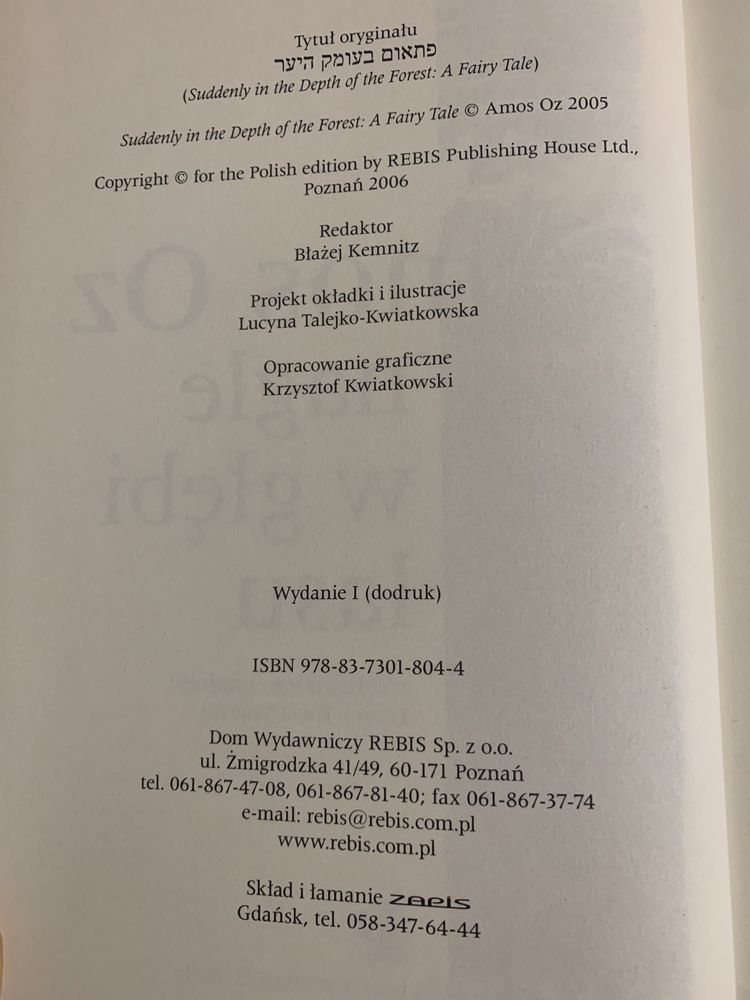 Tytuł oryginału
פתאום בעומק היער
(Suddenly in the Depth of the Forest: A Fairy Tale)
Suddenly in the Depth of the Forest: A Fairy Tale © Amos Oz 2005
Copyright © for the Polish edition by REBIS Publishing House Ltd.,
Poznań 2006
Redaktor
Błażej Kemnitz
Projekt okładki i ilustracje
Lucyna Talejko-Kwiatkowska
Opracowanie graficzne
Krzysztof Kwiatkowski
Wydanie I (dodruk)
ISBN 978-83-7301-804-4
Dom Wydawniczy REBIS Sp. z o.o.
ul. Żmigrodzka 41/49, 60-171 Poznań
tel. 061-867-47-08, 061-867-81-40; fax 061-867-37-74
e-mail: rebis@rebis.com.pl
www.rebis.com.pl
Skład i łamanie
Gdańsk, tel. 058-347-64-44